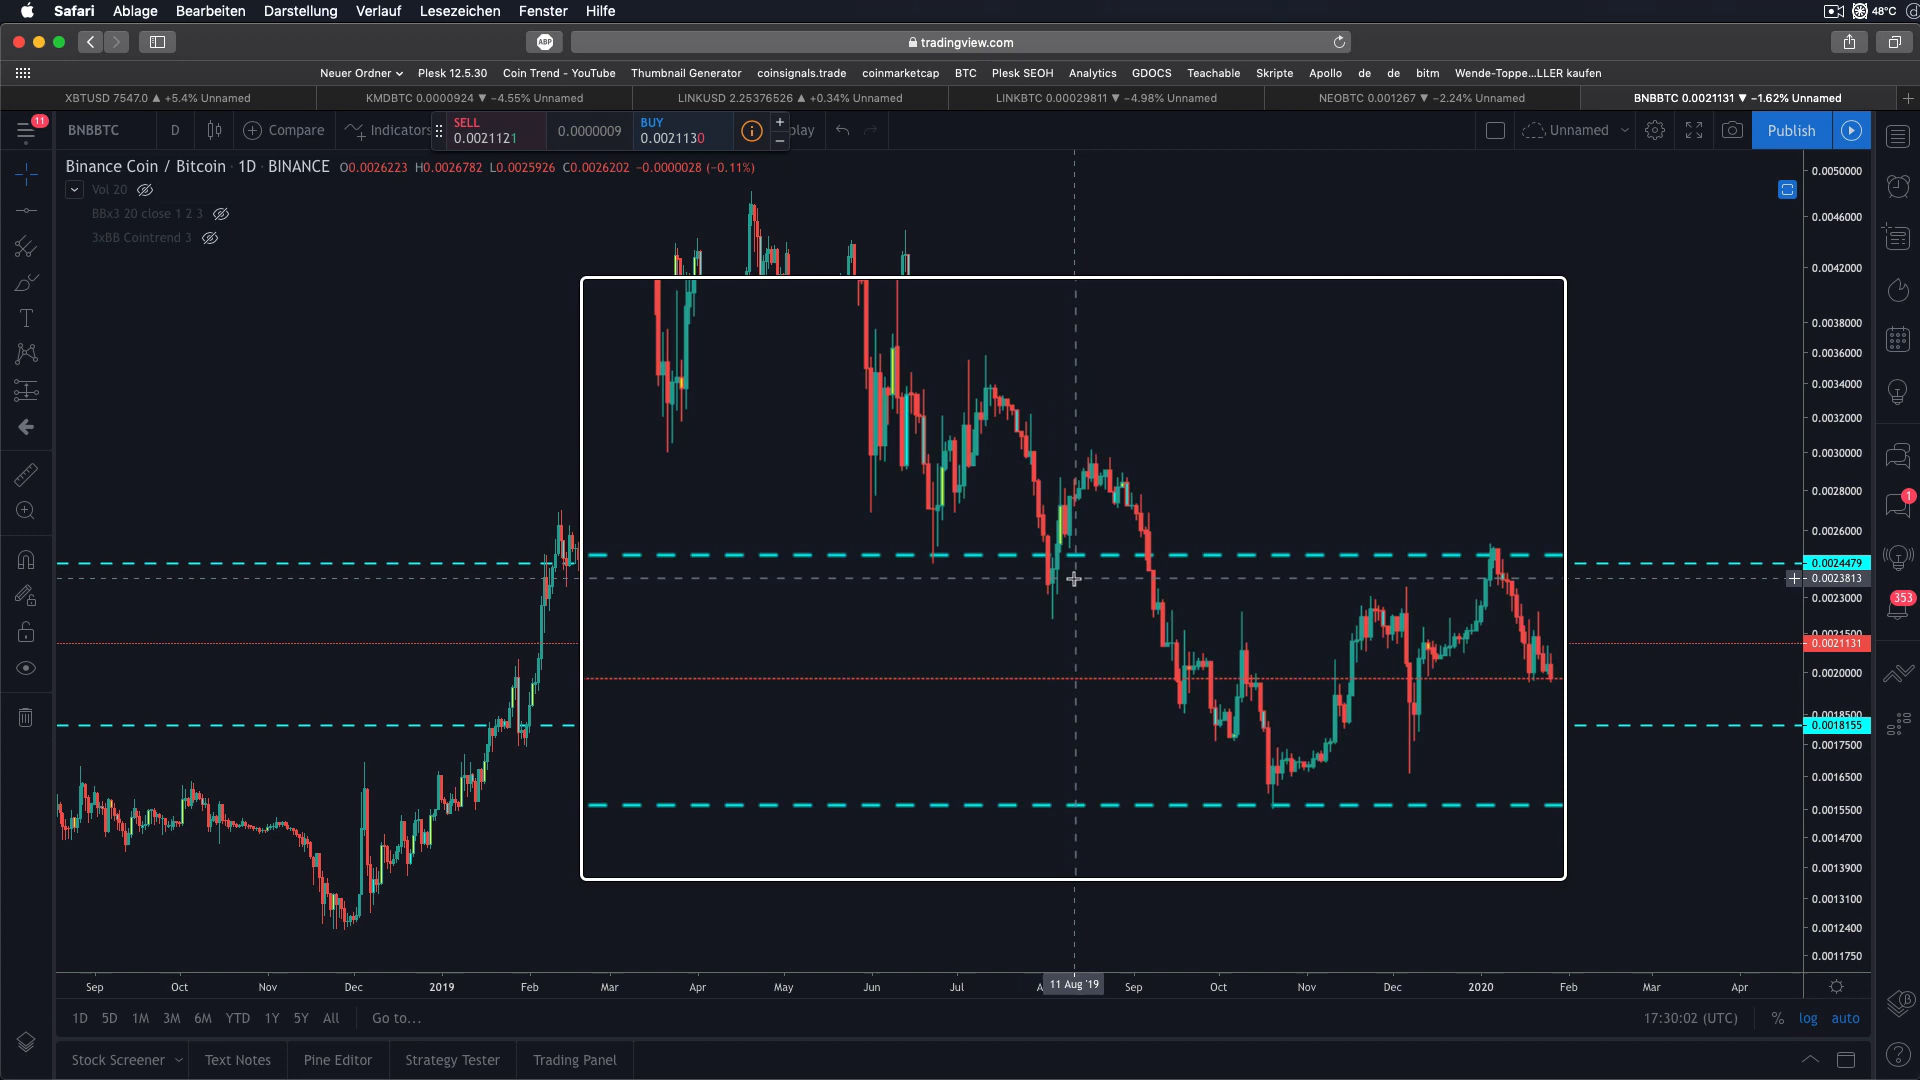 Safari Ablage Bearbeiten Darstellung Verlauf Lesezeichen Fenster Hilfe 48°C
ABP tradingview.com
Neuer Ordner Plesk 12.5.30 Coin Trend - YouTube Thumbnail Generator coinsignals.trade coinmarketcap BTC Plesk SEOH Analytics GDOCS Teachable Skripte Apollo de de bitm Wende-Toppe...LLER kaufen
XBTUSD 7547.0 ▲ +5.4% Unnamed KMDBTC 0.0000924 ▼ −4.55% Unnamed LINKUSD 2.25376526 ▲ +0.34% Unnamed LINKBTC 0.00029811 ▼ −4.98% Unnamed NEOBTC 0.001267 ▼ −2.24% Unnamed BNBBTC 0.0021131 ▼ −1.62% Unnamed
11
BNBBTC D Compare Indicators SELL 0.0021121 0.0000009 BUY 0.0021130 play Unnamed Publish
Binance Coin / Bitcoin · 1D · BINANCE O0.0026223 H0.0026782 L0.0025926 C0.0026202 −0.0000028 (−0.11%)
Vol 20
BBx3 20 close 1 2 3
3xBB Cointrend 3
0.0050000
0.0046000
0.0042000
0.0038000
0.0036000
0.0034000
0.0032000
0.0030000
0.0028000
1
0.0026000
0.0024479
0.0023813
0.0023000
353
0.0021500
0.0021131
0.0020000
0.0018500
0.0018155
0.0017500
0.0016500
0.0015500
0.0014700
0.0013900
0.0013100
0.0012400
0.0011750
Sep Oct Nov Dec 2019 Feb Mar Apr May Jun Jul A 11 Aug '19 Sep Oct Nov Dec 2020 Feb Mar Apr
1D 5D 1M 3M 6M YTD 1Y 5Y All Go to... 17:30:02 (UTC) % log auto
Stock Screener Text Notes Pine Editor Strategy Tester Trading Panel